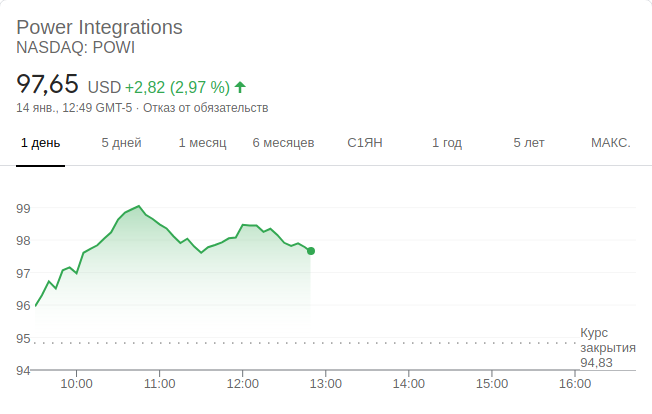 Power Integrations
NASDAQ: POWI
97,65 USD +2,82 (2,97 %)
14 янв., 12:49 GMT-5 · Отказ от обязательств
1 день 5 дней 1 месяц 6 месяцев С1ЯН 1 год 5 лет МАКС.
99
98
97
96
95
94
Курс
закрытия
94,83
10:00 11:00 12:00 13:00 14:00 15:00 16:00